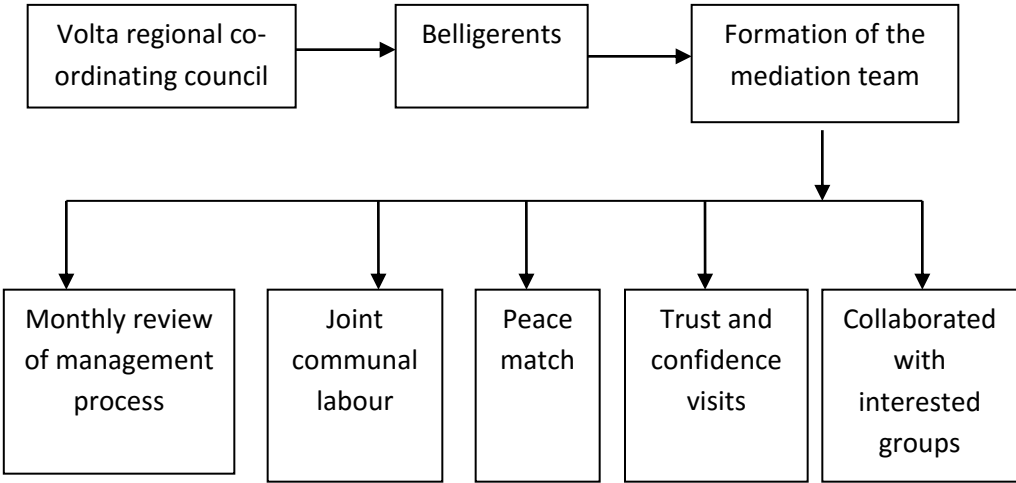 Volta regional co-
ordinating council
Belligerents
Formation of the
mediation team
Monthly review
of management
process
Joint
communal
labour
Peace
match
Trust and
confidence
visits
Collaborated
with
interested
groups